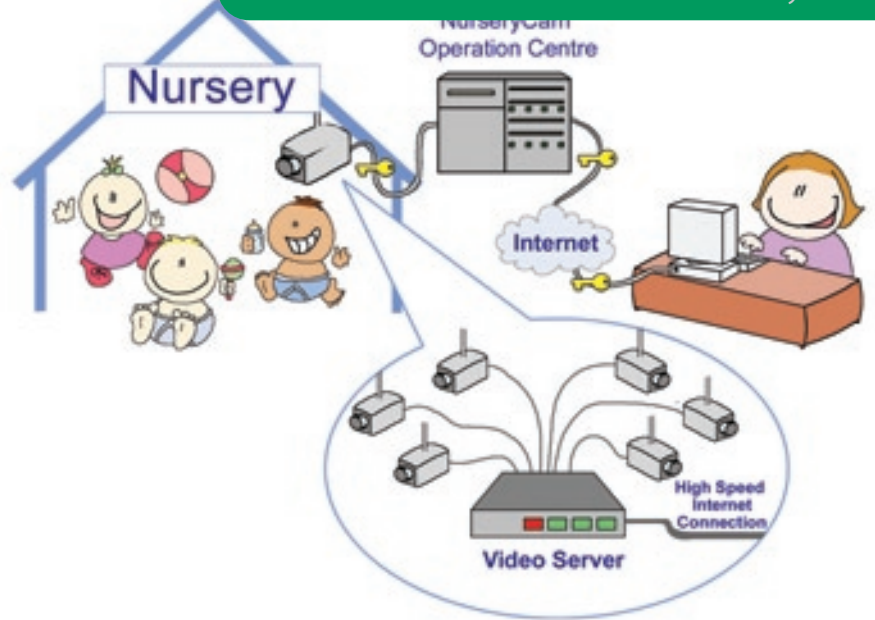 NurseryCam
Operation Centre
Nursery
Internet
High Speed
Internet
Connection
Video Server